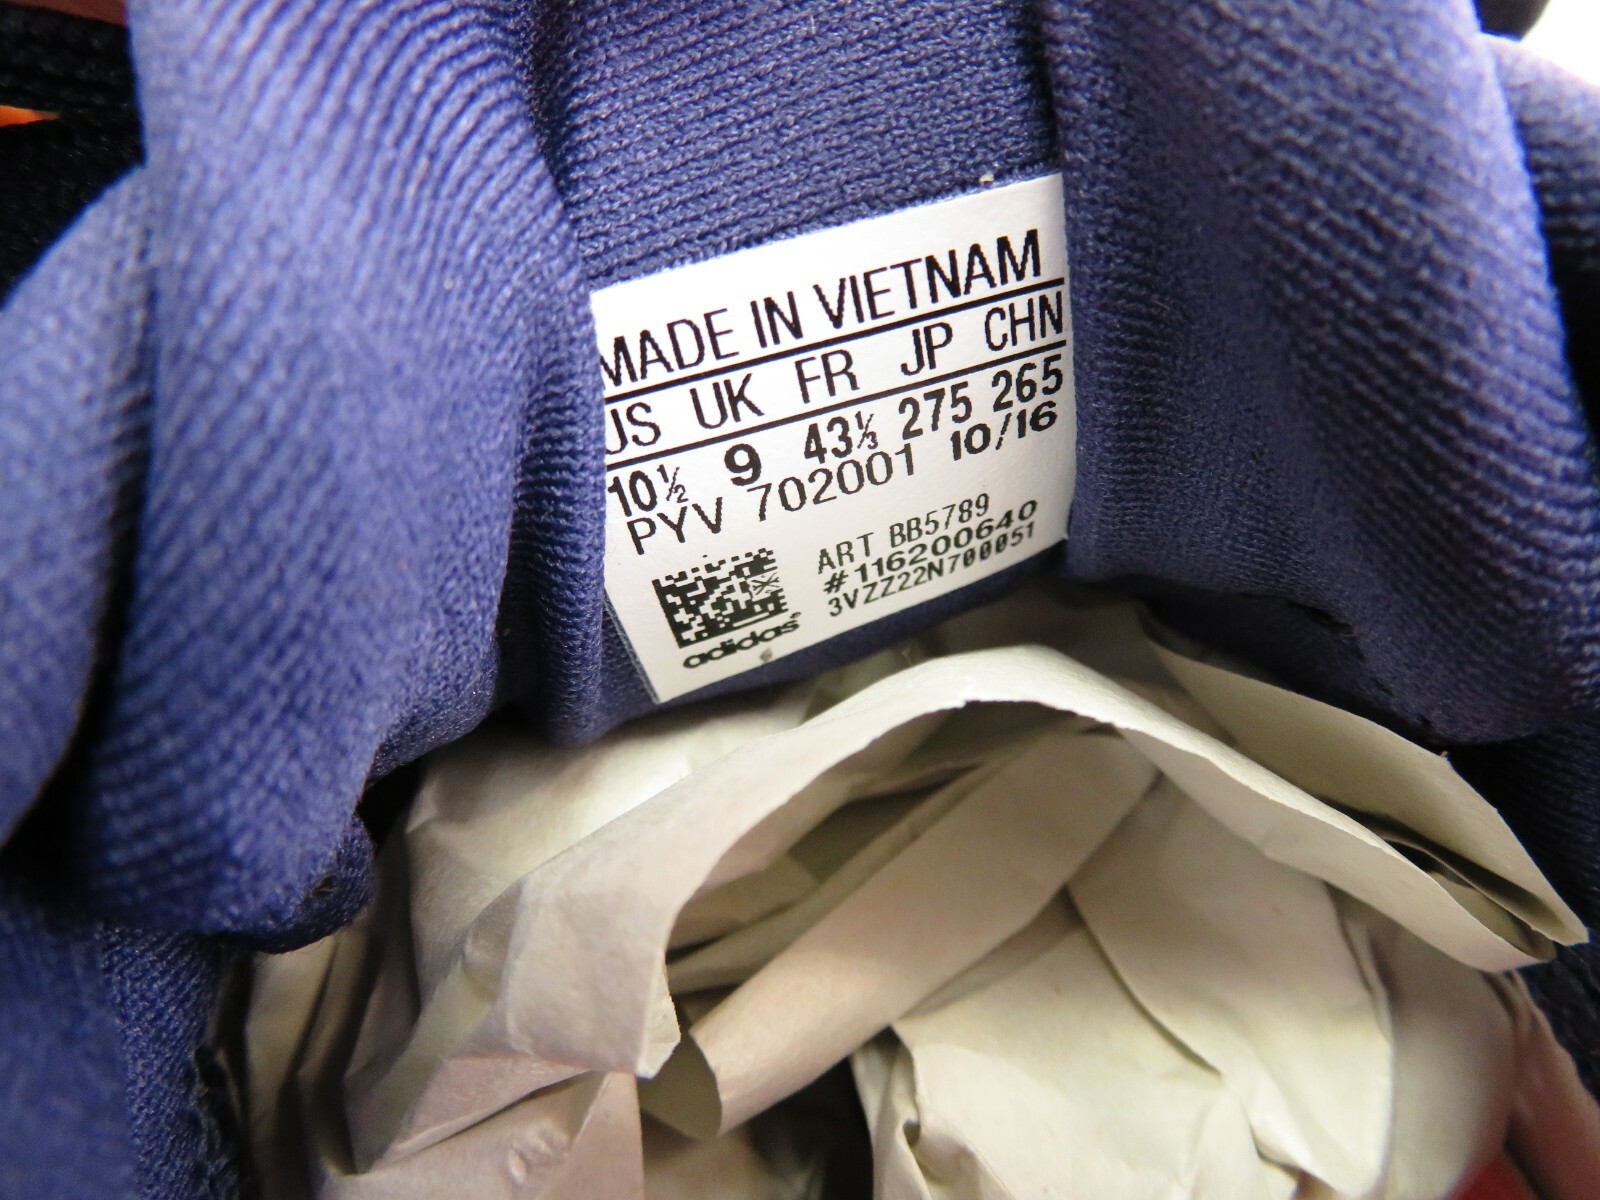 MADE IN VIETNAM
US UK FR JP CHN
10½ 9 43⅓ 275 265
PYV 702001 10/16
ART BB5789
#116200640
3VZZ22N700051
adidas